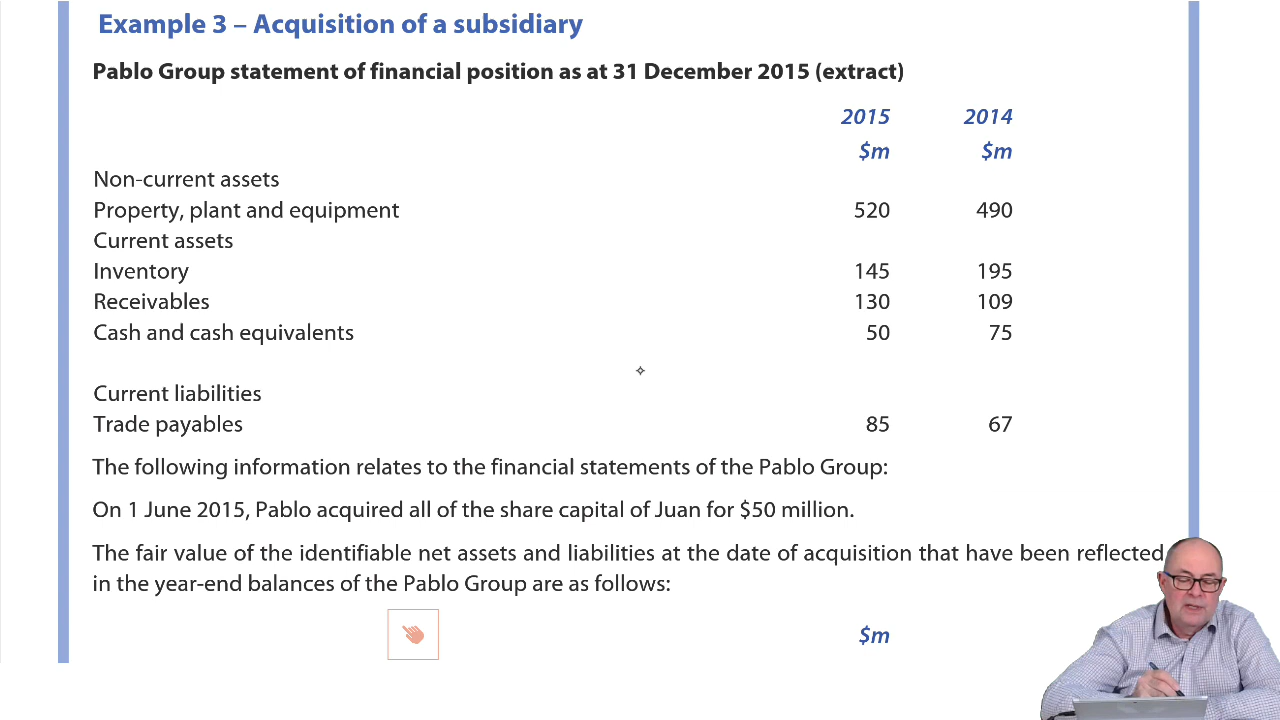 Example 3 – Acquisition of a subsidiary
Pablo Group statement of financial position as at 31 December 2015 (extract)
2015 2014
$m $m
Non-current assets
Property, plant and equipment 520 490
Current assets
Inventory 145 195
Receivables 130 109
Cash and cash equivalents 50 75
Current liabilities
Trade payables 85 67
The following information relates to the financial statements of the Pablo Group:
On 1 June 2015, Pablo acquired all of the share capital of Juan for $50 million.
The fair value of the identifiable net assets and liabilities at the date of acquisition that have been reflected
in the year-end balances of the Pablo Group are as follows:
$m